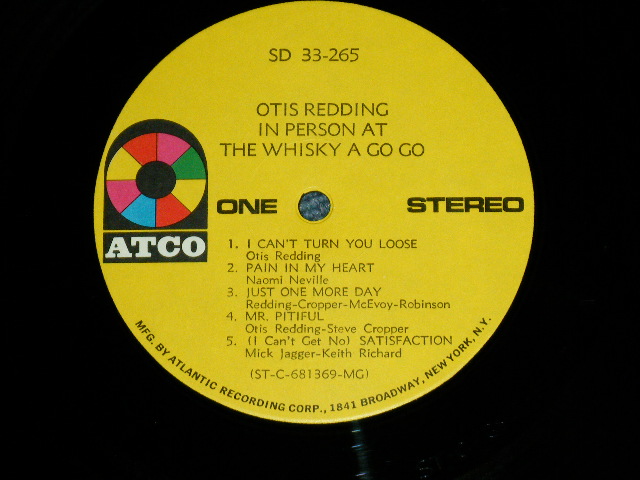 SD 33-265
OTIS REDDING
IN PERSON AT
THE WHISKY A GO GO
ONE
STEREO
ATCO
1. I CAN'T TURN YOU LOOSE
Otis Redding
2. PAIN IN MY HEART
Naomi Neville
3. JUST ONE MORE DAY
Redding-Cropper-McEvoy-Robinson
4. MR. PITIFUL
Otis Redding-Steve Cropper
5. (I Can't Get No) SATISFACTION
Mick Jagger-Keith Richard
(ST-C-681369-MG)
MFG. BY ATLANTIC RECORDING CORP., 1841 BROADWAY, NEW YORK, N.Y.